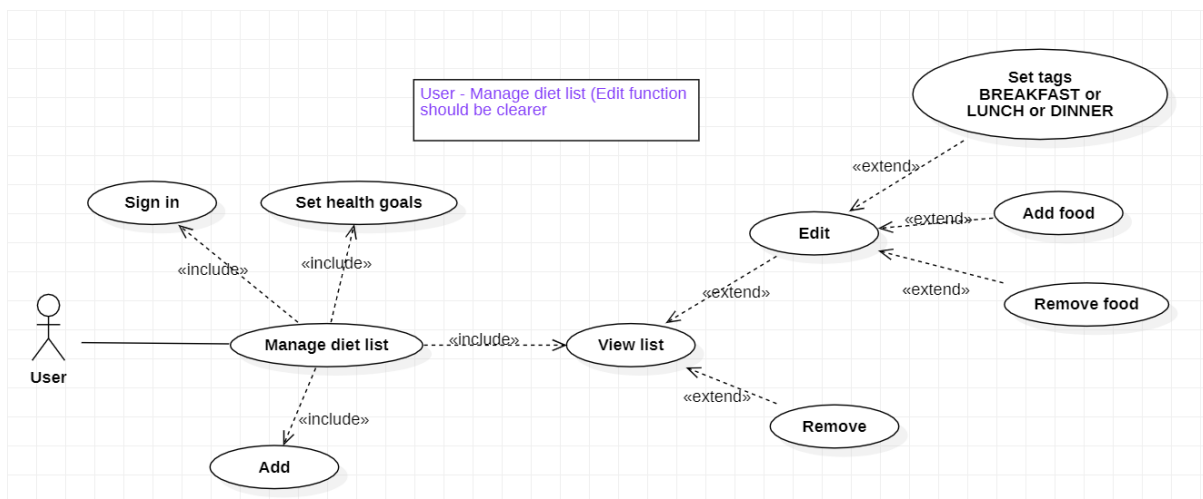 Set tags
BREAKFAST or
LUNCH or DINNER
User - Manage diet list (Edit function
should be clearer
«extend»
Sign in
Set health goals
Add food
«extend»
Edit
«include»
«include»
«extend»
«extend»
Remove food
Manage diet list
«include»
View list
User
«extend»
«include»
Remove
Add